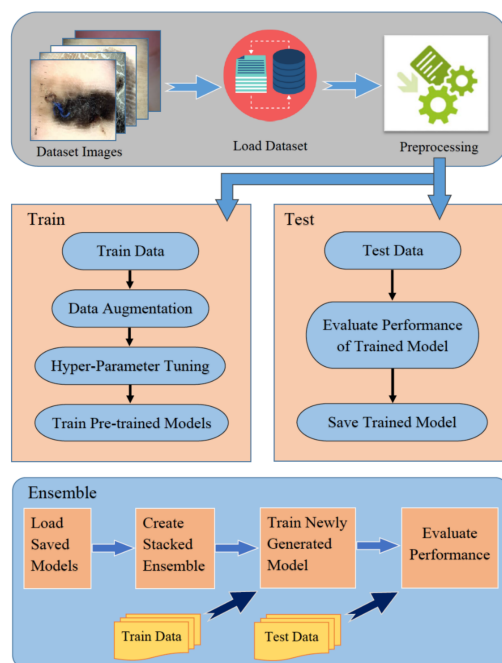 Dataset Images
Load Dataset
Preprocessing
Train
Train Data
Data Augmentation
Hyper-Parameter Tuning
Train Pre-trained Models
Test
Test Data
Evaluate Performance
of Trained Model
Save Trained Model
Ensemble
Load
Saved
Models
Create
Stacked
Ensemble
Train Newly
Generated
Model
Evaluate
Performance
Train Data
Test Data